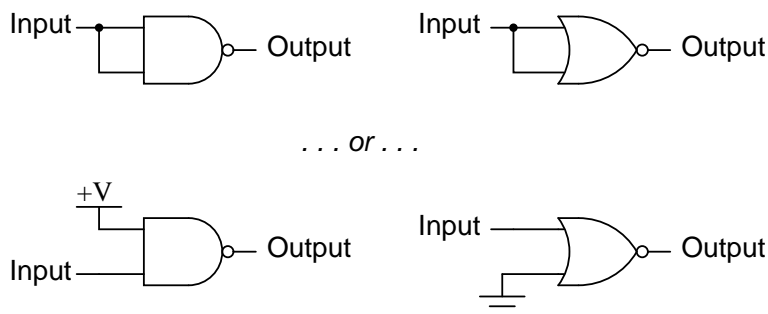 Input Output Input Output
. . . or . . .
+V
Input Output
Input Output